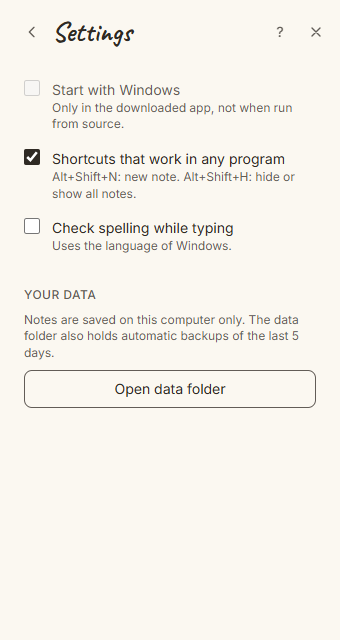 Settings
?
Start with Windows
Only in the downloaded app, not when run
from source.
Shortcuts that work in any program
Alt+Shift+N: new note. Alt+Shift+H: hide or
show all notes.
Check spelling while typing
Uses the language of Windows.
YOUR DATA
Notes are saved on this computer only. The data
folder also holds automatic backups of the last 5
days.
Open data folder